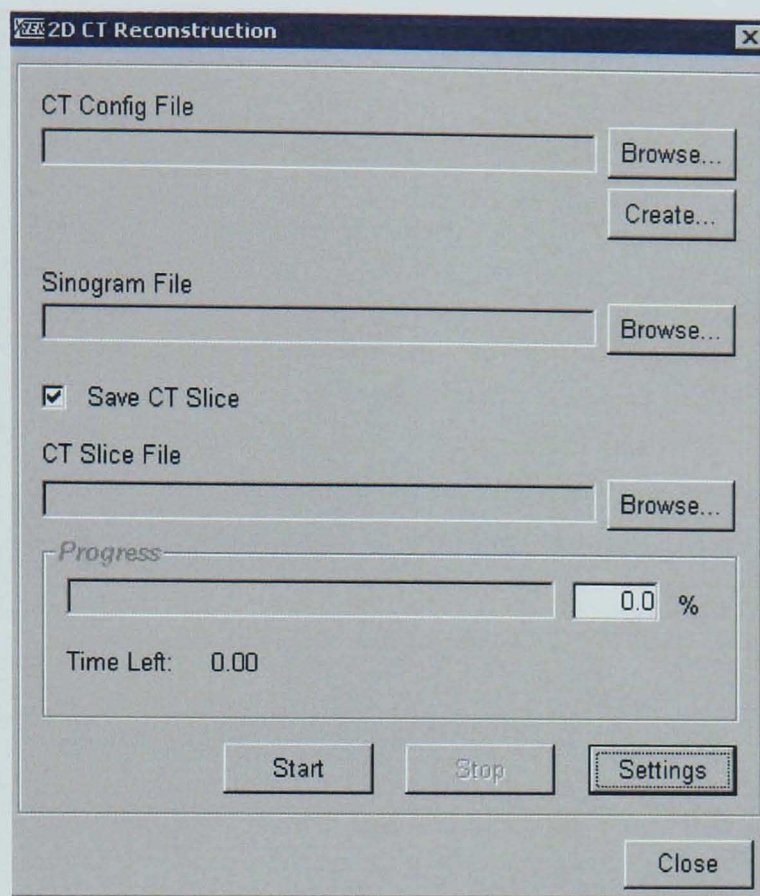 XTEK 2D CT Reconstruction
CT Config File
Browse...
Create...
Sinogram File
Browse...
Save CT Slice
CT Slice File
Browse...
Progress
0.0 %
Time Left: 0.00
Start Stop Settings
Close